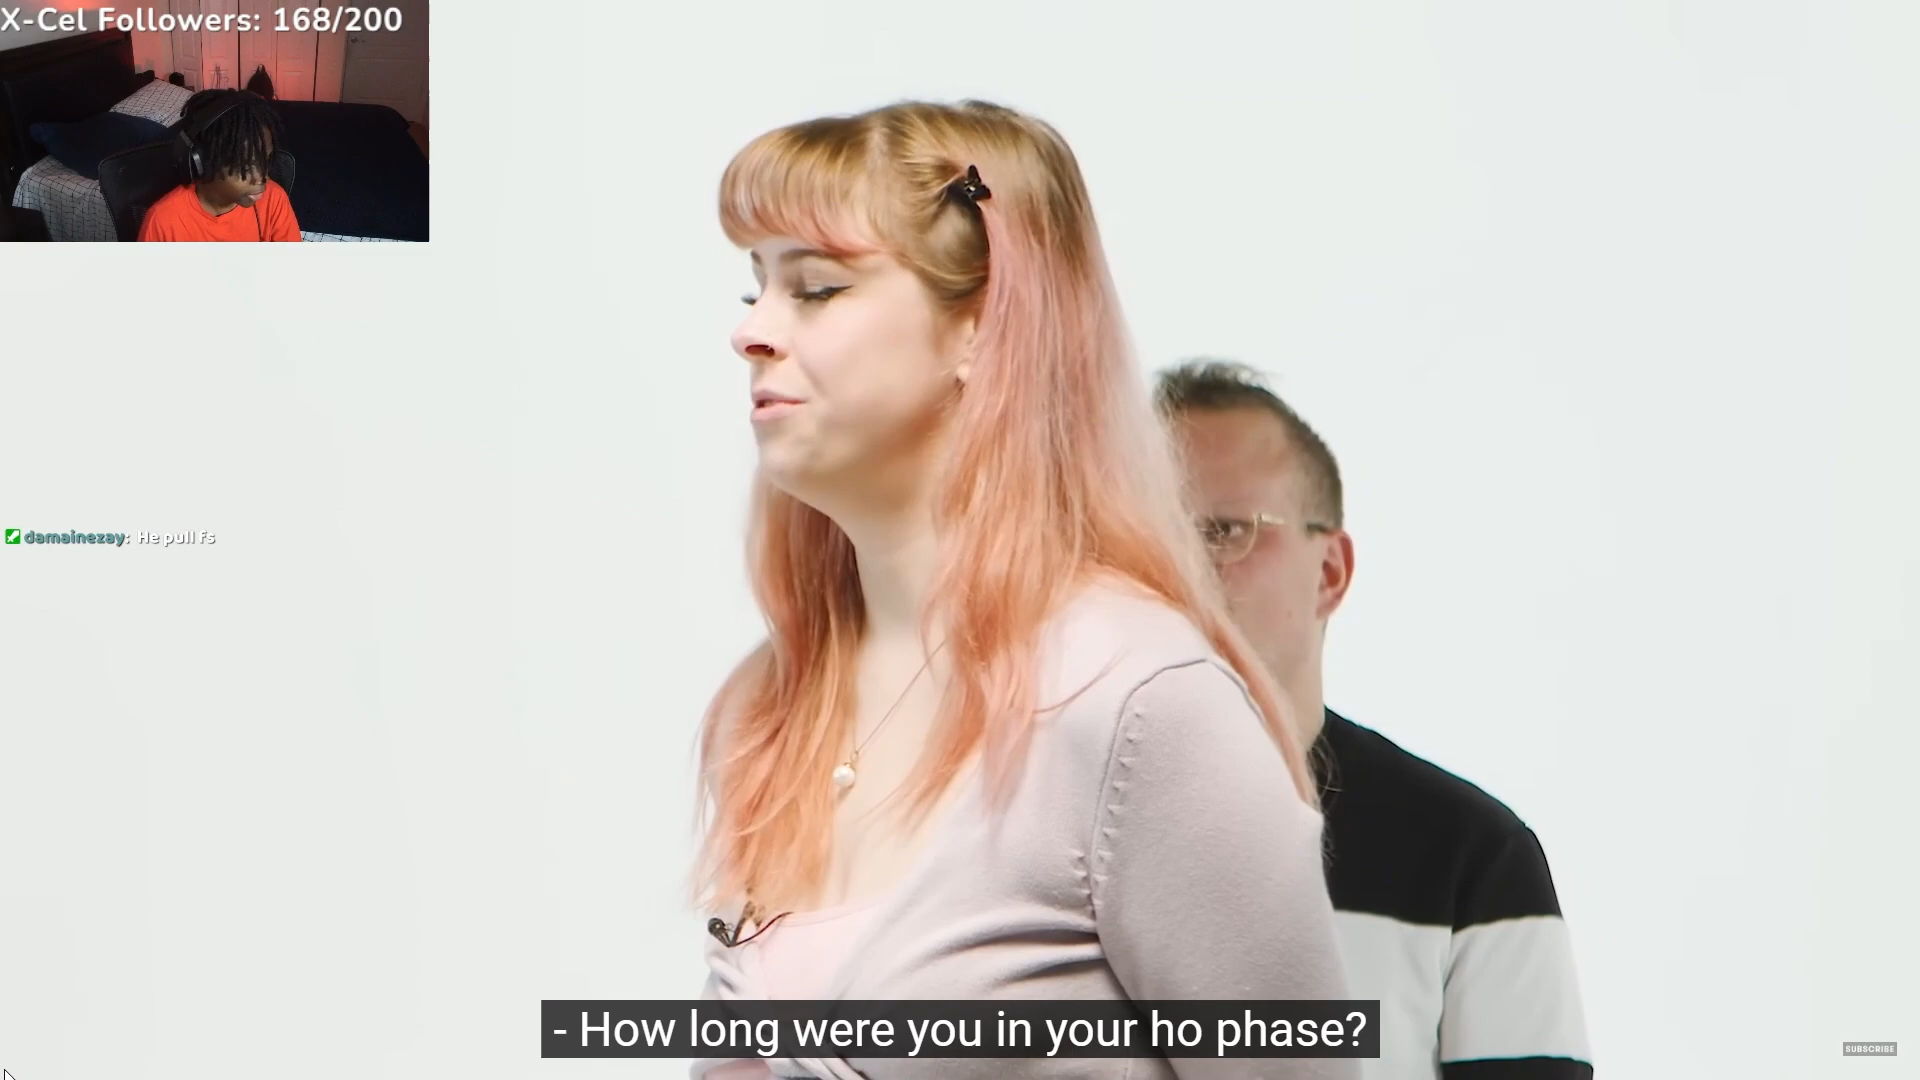 X-Cel Followers: 168/200
damainezay: He pull fs
- How long were you in your ho phase?
SUBSCRIBE